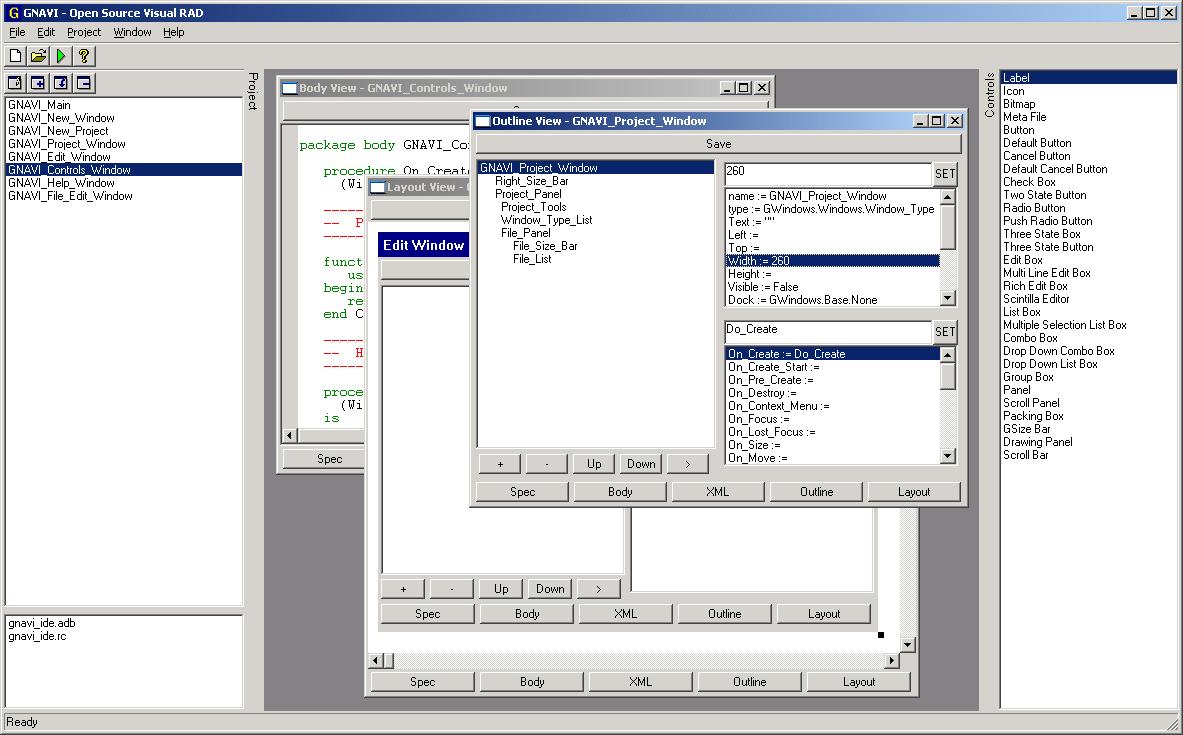 GNAVI - Open Source Visual RAD
File Edit Project Window Help
GNAVI_Main
GNAVI_New_Window
GNAVI_New_Project
GNAVI_Project_Window
GNAVI_Edit_Window
GNAVI_Controls_Window
GNAVI_Help_Window
GNAVI_File_Edit_Window
gnavi_ide.adb
gnavi_ide.rc
Project
Body View - GNAVI_Controls_Window
package body GNAVI_Co
procedure On_Creat
(Wi
-- P
funct
us
begin
re
end C
-- H
proce
(Wi
is
Spec
Layout View -
Edit Window
+ - Up Down >
Spec Body XML Outline Layout
Spec Body XML Outline Layout
Outline View - GNAVI_Project_Window
Save
GNAVI_Project_Window
Right_Size_Bar
Project_Panel
Project_Tools
Window_Type_List
File_Panel
File_Size_Bar
File_List
260 SET
name := GNAVI_Project_Window
type := GWindows.Windows.Window_Type
Text := """"
Left :=
Top :=
Width := 260
Height :=
Visible := False
Dock := GWindows.Base.None
Do_Create SET
On_Create := Do_Create
On_Create_Start :=
On_Pre_Create :=
On_Destroy :=
On_Context_Menu :=
On_Focus :=
On_Lost_Focus :=
On_Size :=
On_Move :=
+ - Up Down >
Spec Body XML Outline Layout
Controls
Label
Icon
Bitmap
Meta File
Button
Default Button
Cancel Button
Default Cancel Button
Check Box
Two State Button
Radio Button
Push Radio Button
Three State Box
Three State Button
Edit Box
Multi Line Edit Box
Rich Edit Box
Scintilla Editor
List Box
Multiple Selection List Box
Combo Box
Drop Down Combo Box
Drop Down List Box
Group Box
Panel
Scroll Panel
Packing Box
GSize Bar
Drawing Panel
Scroll Bar
Ready